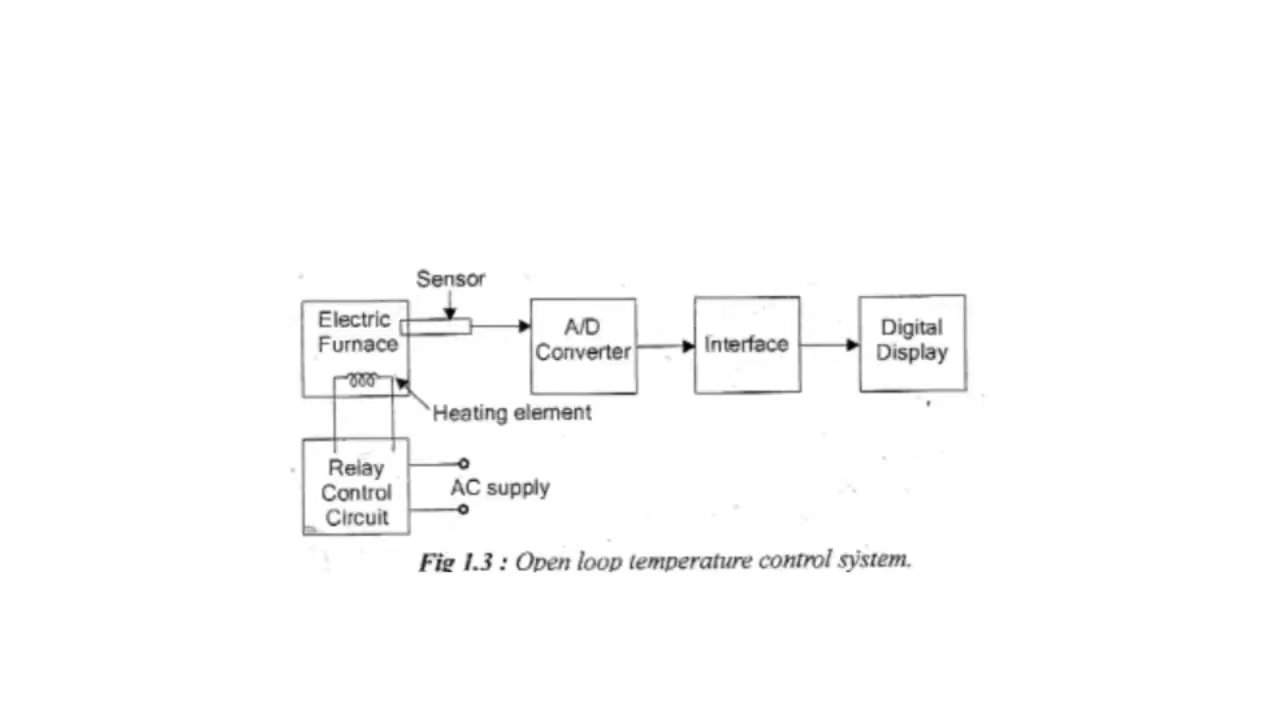 Sensor
Electric
Furnace
A/D
Converter
Interface
Digital
Display
Heating element
Relay
Control
Circuit
AC supply
Fig 1.3 : Open loop temperature control system.